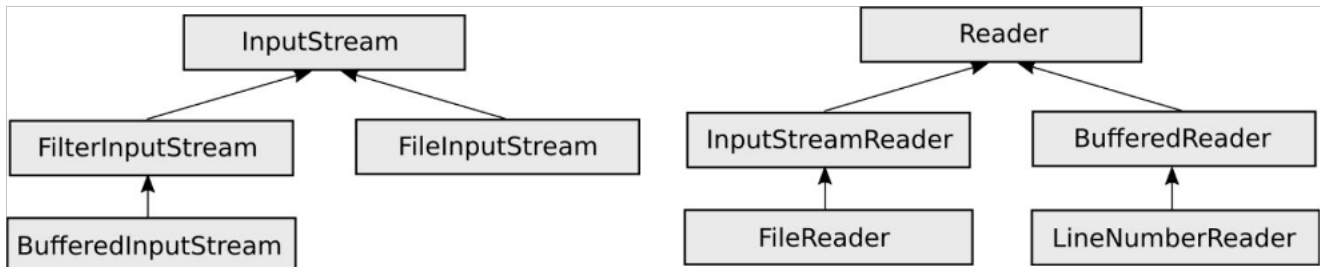 InputStream
FilterInputStream
FileInputStream
BufferedInputStream
Reader
InputStreamReader
BufferedReader
FileReader
LineNumberReader